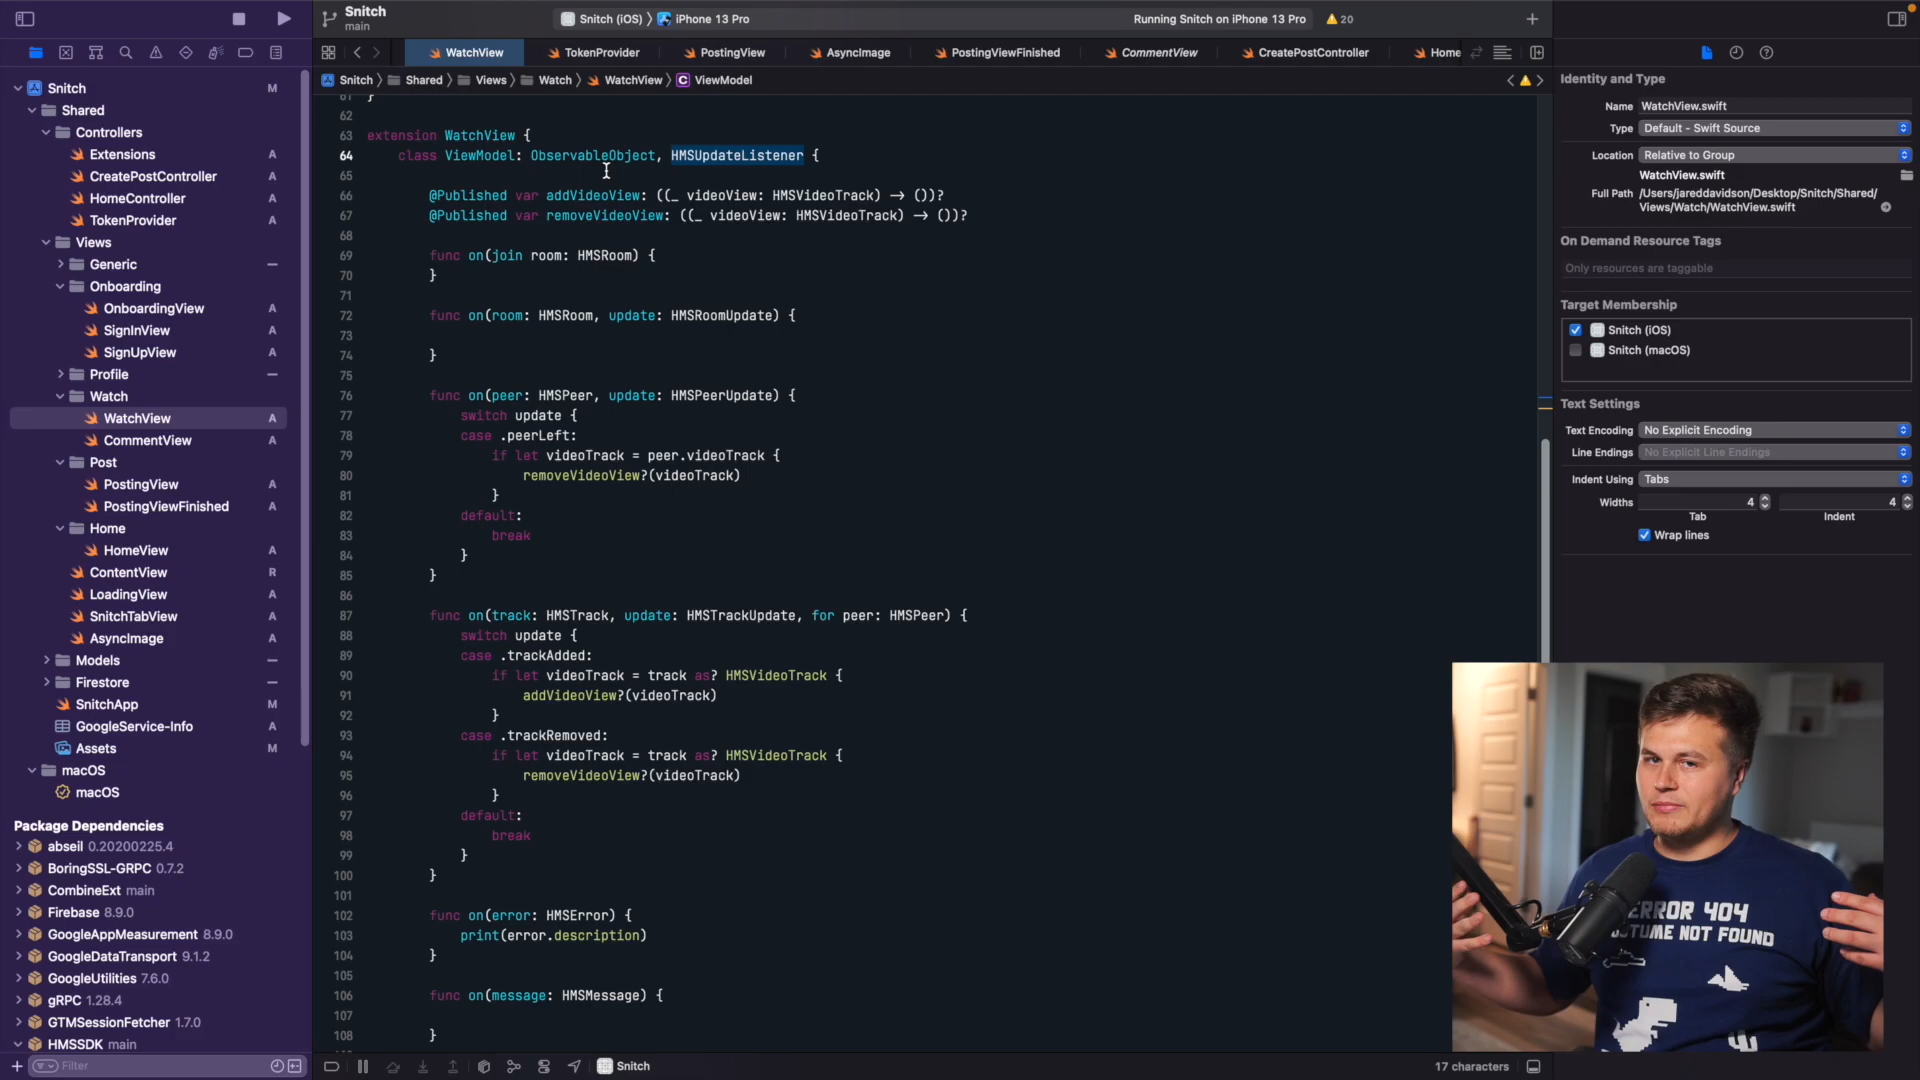 Snitch
main
Snitch (iOS) 〉 iPhone 13 Pro
Running Snitch on iPhone 13 Pro
20
WatchView
TokenProvider
PostingView
AsyncImage
PostingViewFinished
CommentView
CreatePostController
Home
Snitch 〉 Shared 〉 Views 〉 Watch 〉 WatchView 〉 C ViewModel
Snitch M
Shared
Controllers
Extensions A
CreatePostController A
HomeController A
TokenProvider A
Views
Generic
Onboarding
OnboardingView A
SignInView A
SignUpView A
Profile
Watch
WatchView A
CommentView A
Post
PostingView A
PostingViewFinished A
Home
HomeView A
ContentView R
LoadingView A
SnitchTabView A
AsyncImage A
Models
Firestore
SnitchApp M
GoogleService-Info A
Assets M
macOS
macOS
Package Dependencies
abseil 0.20200225.4
BoringSSL-GRPC 0.7.2
CombineExt main
Firebase 8.9.0
GoogleAppMeasurement 8.9.0
GoogleDataTransport 9.1.2
GoogleUtilities 7.6.0
gRPC 1.28.4
GTMSessionFetcher 1.7.0
HMSSDK main
Filter
61 }
62
63 extension WatchView {
64 class ViewModel: ObservableObject, HMSUpdateListener {
65
66 @Published var addVideoView: ((_ videoView: HMSVideoTrack) -> ())?
67 @Published var removeVideoView: ((_ videoView: HMSVideoTrack) -> ())?
68
69 func on(join room: HMSRoom) {
70 }
71
72 func on(room: HMSRoom, update: HMSRoomUpdate) {
73
74 }
75
76 func on(peer: HMSPeer, update: HMSPeerUpdate) {
77 switch update {
78 case .peerLeft:
79 if let videoTrack = peer.videoTrack {
80 removeVideoView?(videoTrack)
81 }
82 default:
83 break
84 }
85 }
86
87 func on(track: HMSTrack, update: HMSTrackUpdate, for peer: HMSPeer) {
88 switch update {
89 case .trackAdded:
90 if let videoTrack = track as? HMSVideoTrack {
91 addVideoView?(videoTrack)
92 }
93 case .trackRemoved:
94 if let videoTrack = track as? HMSVideoTrack {
95 removeVideoView?(videoTrack)
96 }
97 default:
98 break
99 }
100 }
101
102 func on(error: HMSError) {
103 print(error.description)
104 }
105
106 func on(message: HMSMessage) {
107
108 }
Snitch
17 characters
Identity and Type
Name WatchView.swift
Type Default - Swift Source
Location Relative to Group
WatchView.swift
Full Path /Users/jareddavidson/Desktop/Snitch/Shared/
Views/Watch/WatchView.swift
On Demand Resource Tags
Only resources are taggable
Target Membership
Snitch (iOS)
Snitch (macOS)
Text Settings
Text Encoding No Explicit Encoding
Line Endings No Explicit Line Endings
Indent Using Tabs
Widths 4 4
Tab Indent
Wrap lines
ERROR 404
NOT FOUND